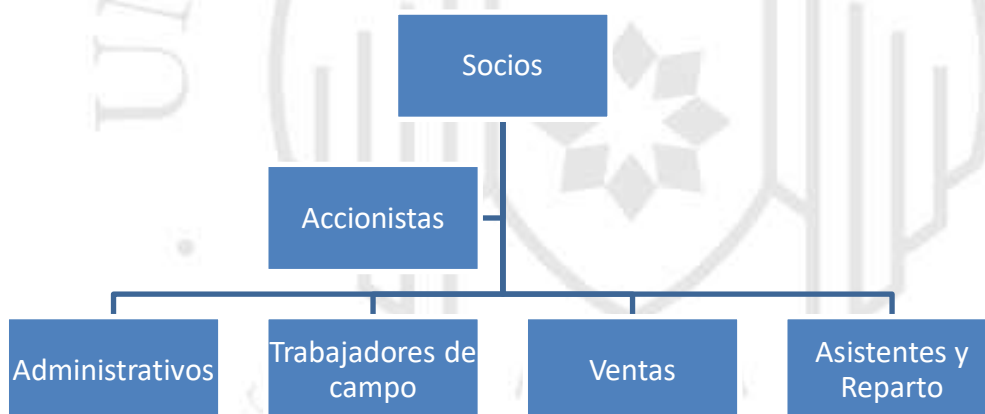 Socios
Accionistas
Administrativos
Trabajadores de
campo
Ventas
Asistentes y
Reparto